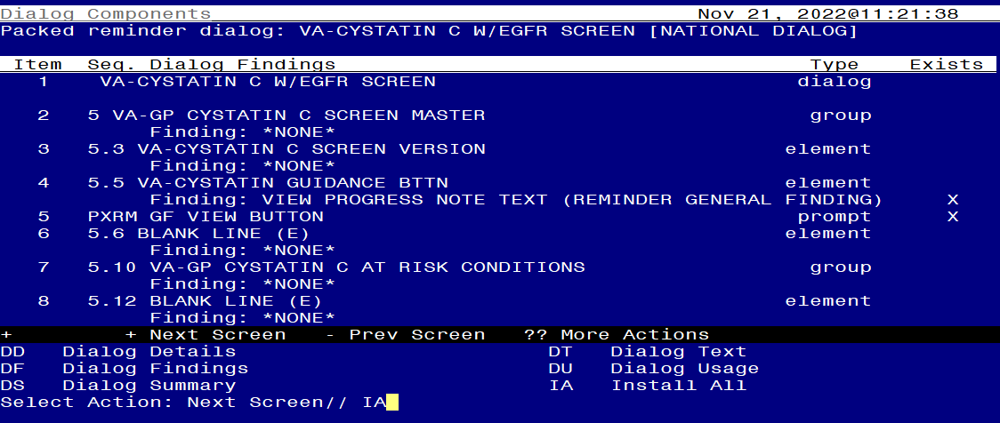 Dialog Components Nov 21, 2022@11:21:38
Packed reminder dialog: VA-CYSTATIN C W/EGFR SCREEN [NATIONAL DIALOG]
Item Seq. Dialog Findings Type Exists
1 VA-CYSTATIN C W/EGFR SCREEN dialog
2 5 VA-GP CYSTATIN C SCREEN MASTER group
Finding: *NONE*
3 5.3 VA-CYSTATIN C SCREEN VERSION element
Finding: *NONE*
4 5.5 VA-CYSTATIN GUIDANCE BTTN element
Finding: VIEW PROGRESS NOTE TEXT (REMINDER GENERAL FINDING) X
5 PXRM GF VIEW BUTTON prompt X
6 5.6 BLANK LINE (E) element
Finding: *NONE*
7 5.10 VA-GP CYSTATIN C AT RISK CONDITIONS group
Finding: *NONE*
8 5.12 BLANK LINE (E) element
Finding: *NONE*
+ + Next Screen - Prev Screen ?? More Actions
DD Dialog Details DT Dialog Text
DF Dialog Findings DU Dialog Usage
DS Dialog Summary IA Install All
Select Action: Next Screen// IA